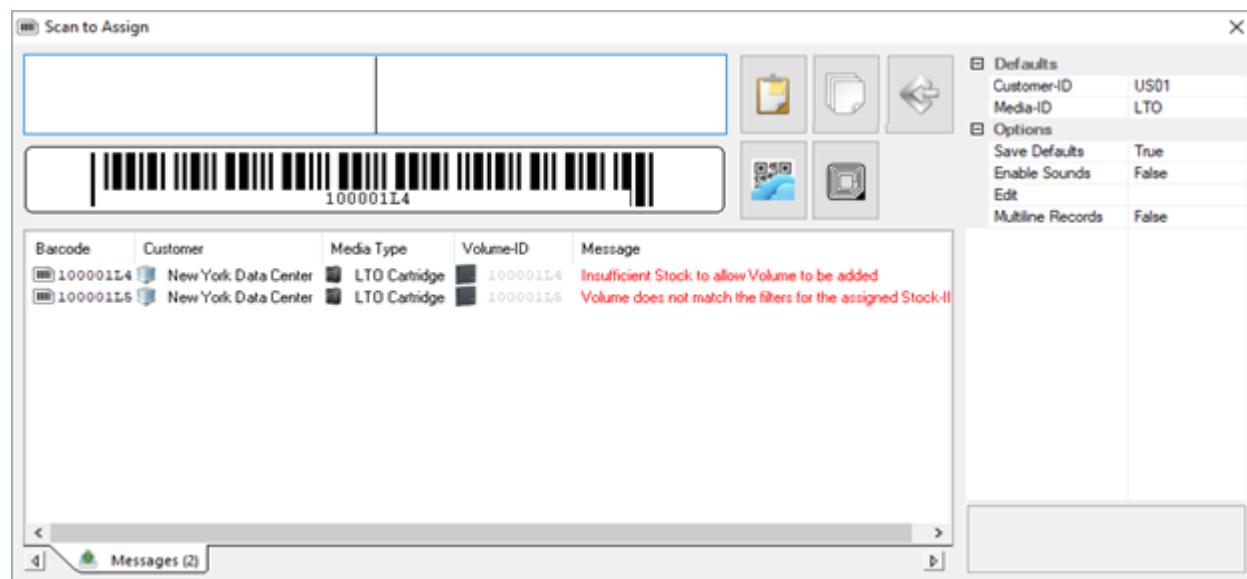 Scan to Assign
100001L4
Barcode Customer Media Type Volume-ID Message
100001L4 New York Data Center LTO Cartridge 100001L4 Insufficient Stock to allow Volume to be added
100001L5 New York Data Center LTO Cartridge 100001L5 Volume does not match the filters for the assigned Stock-II
Messages (2)
Defaults
Customer-ID US01
Media-ID LTO
Options
Save Defaults True
Enable Sounds False
Edit
Multiline Records False